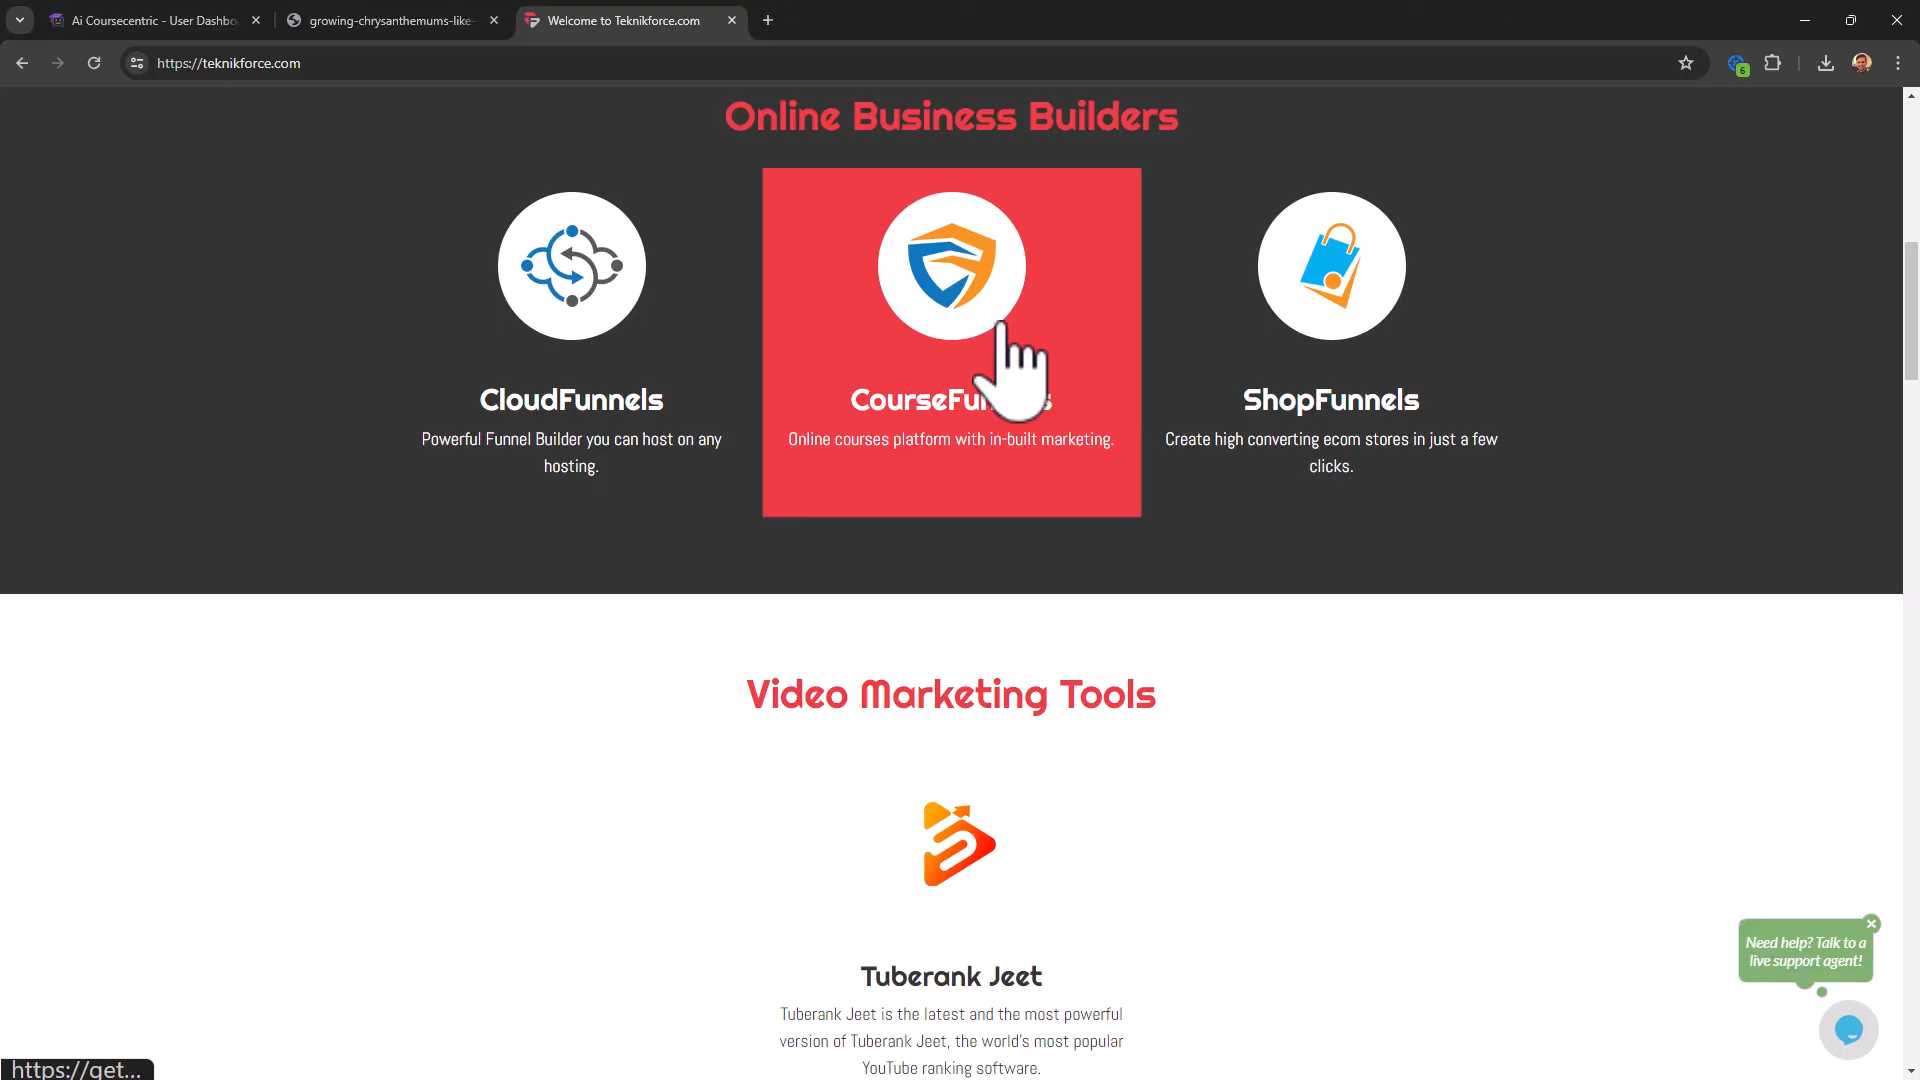 Ai Coursecentric - User Dashbo
growing-chrysanthemums-like-
Welcome to Teknikforce.com
https://teknikforce.com
6
Online Business Builders
CloudFunnels
Powerful Funnel Builder you can host on any
hosting.
Online courses platform with in-built marketing.
ShopFunnels
Create high converting ecom stores in just a few
clicks.
Video Marketing Tools
Tuberank Jeet
Tuberank Jeet is the latest and the most powerful
version of Tuberank Jeet, the world's most popular
YouTube ranking software.
Need help? Talk to a
live support agent!
https://get...